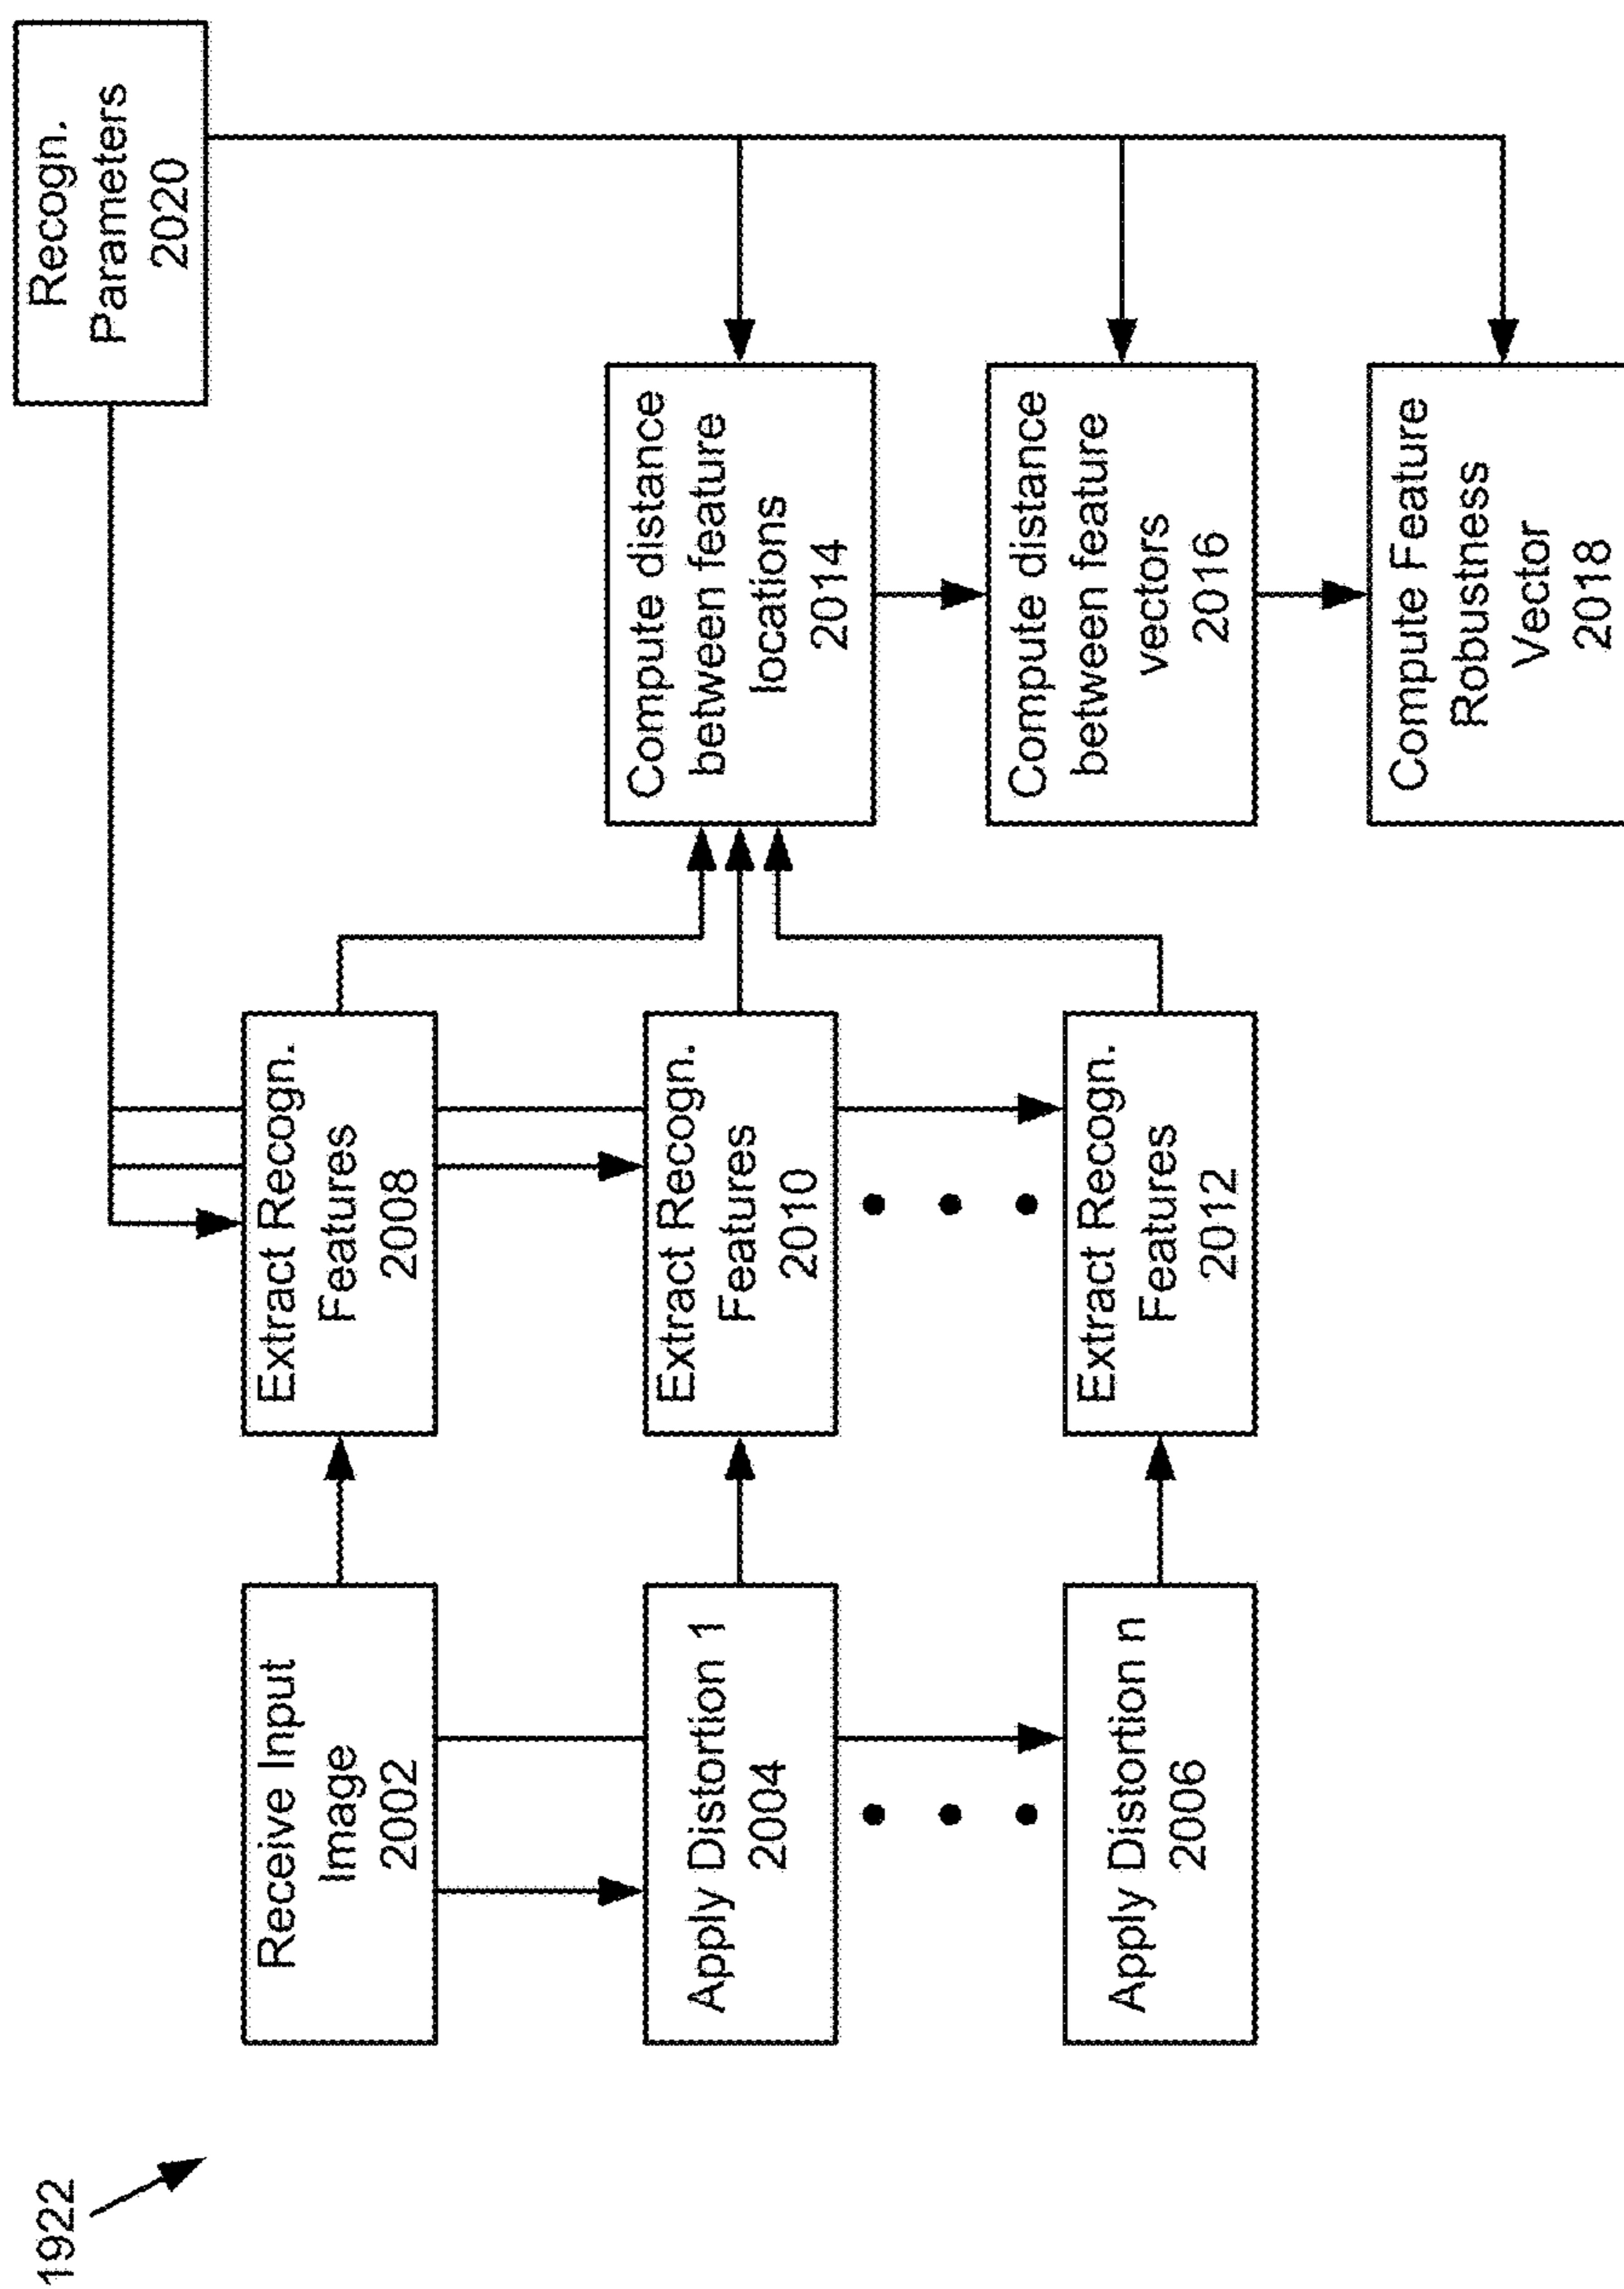 1922
Recogn.
Parameters
2020
Receive Input
Image
2002
Extract Recogn.
Features
2008
Apply Distortion 1
2004
Extract Recogn.
Features
2010
Compute distance
between feature
locations
2014
Apply Distortion n
2006
Extract Recogn.
Features
2012
Compute distance
between feature
vectors
2016
Compute Feature
Robustness
Vector
2018